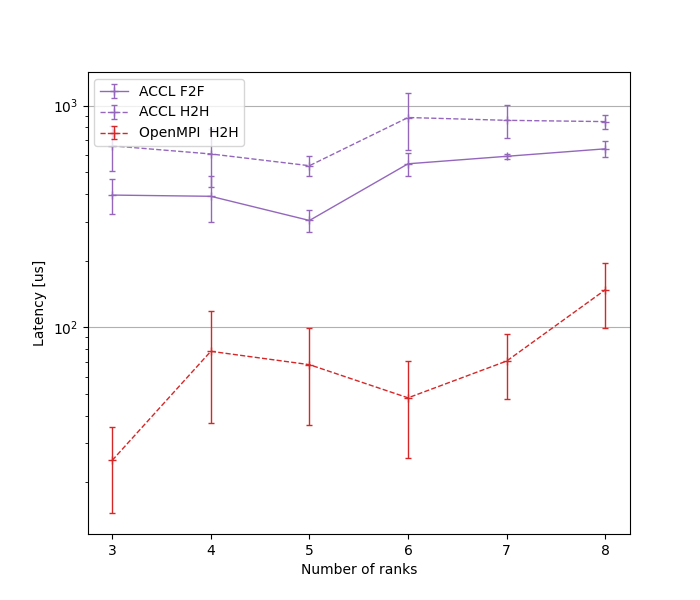 ACCL F2F
ACCL H2H
OpenMPI  H2H
10³
10²
Latency [us]
3 4 5 6 7 8
Number of ranks